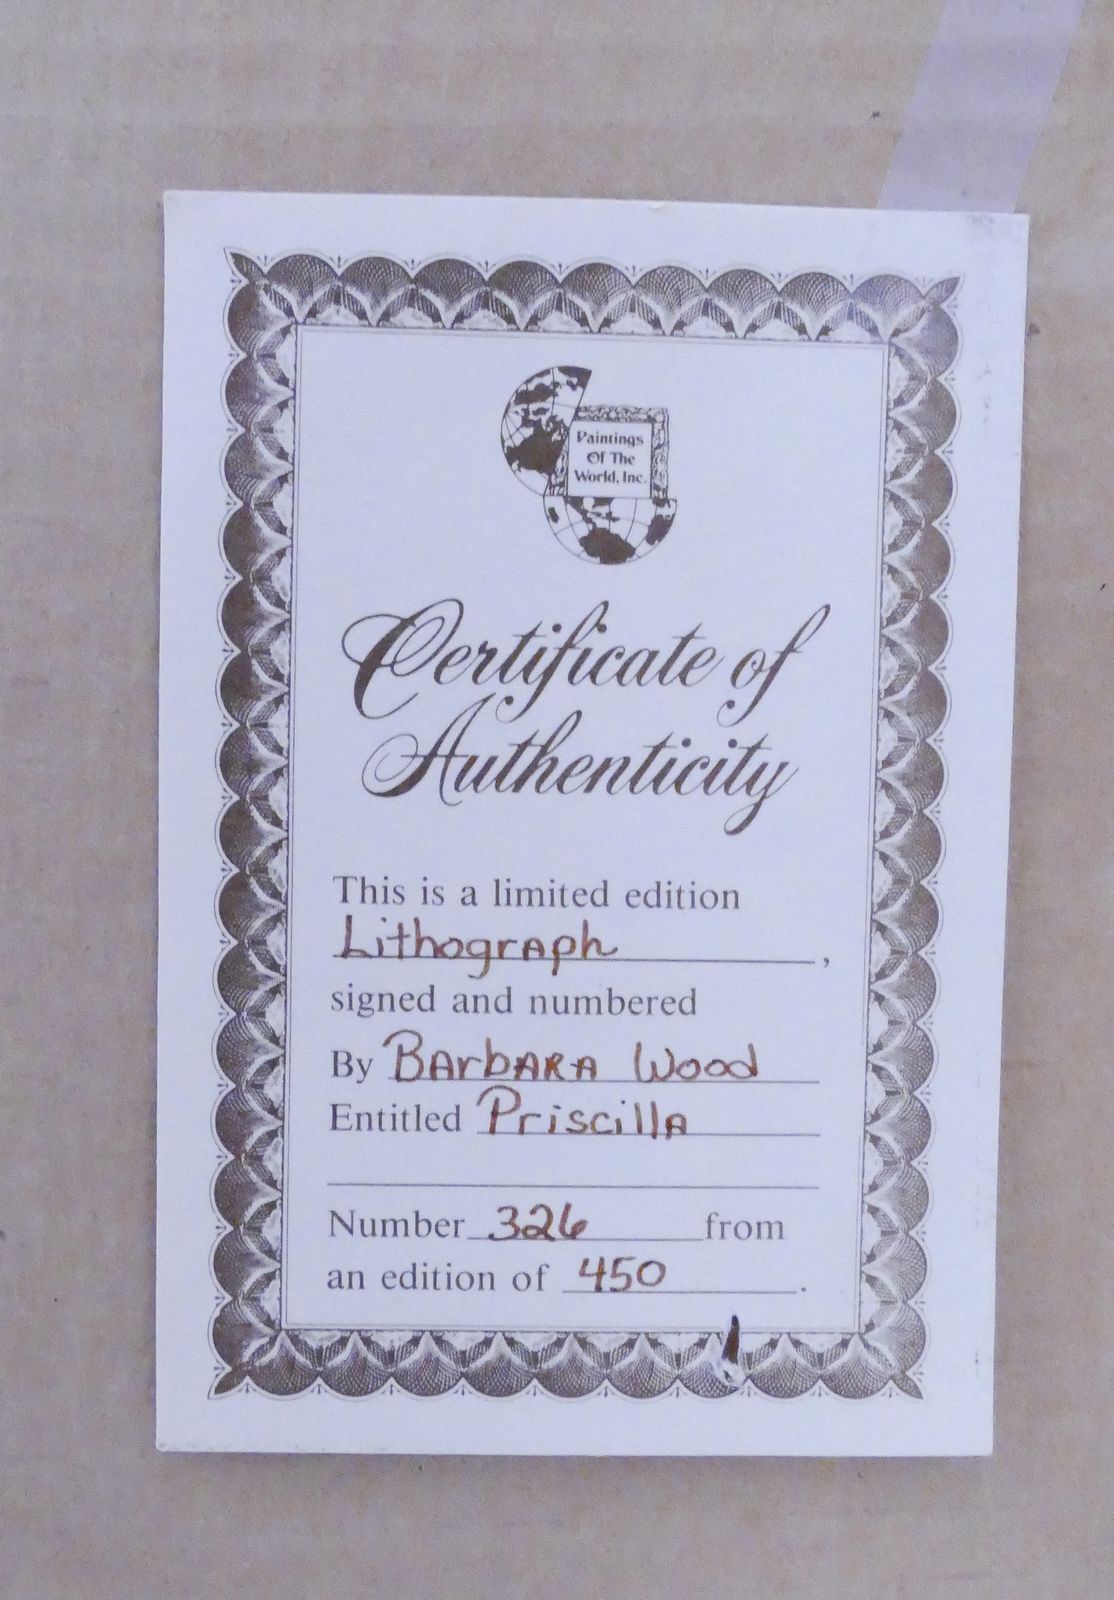 Paintings
Of The
World, Inc.
Certificate of
Authenticity
This is a limited edition
Lithograph,
signed and numbered
By Barbara Wood
Entitled Priscilla
Number 326 from
an edition of 450.